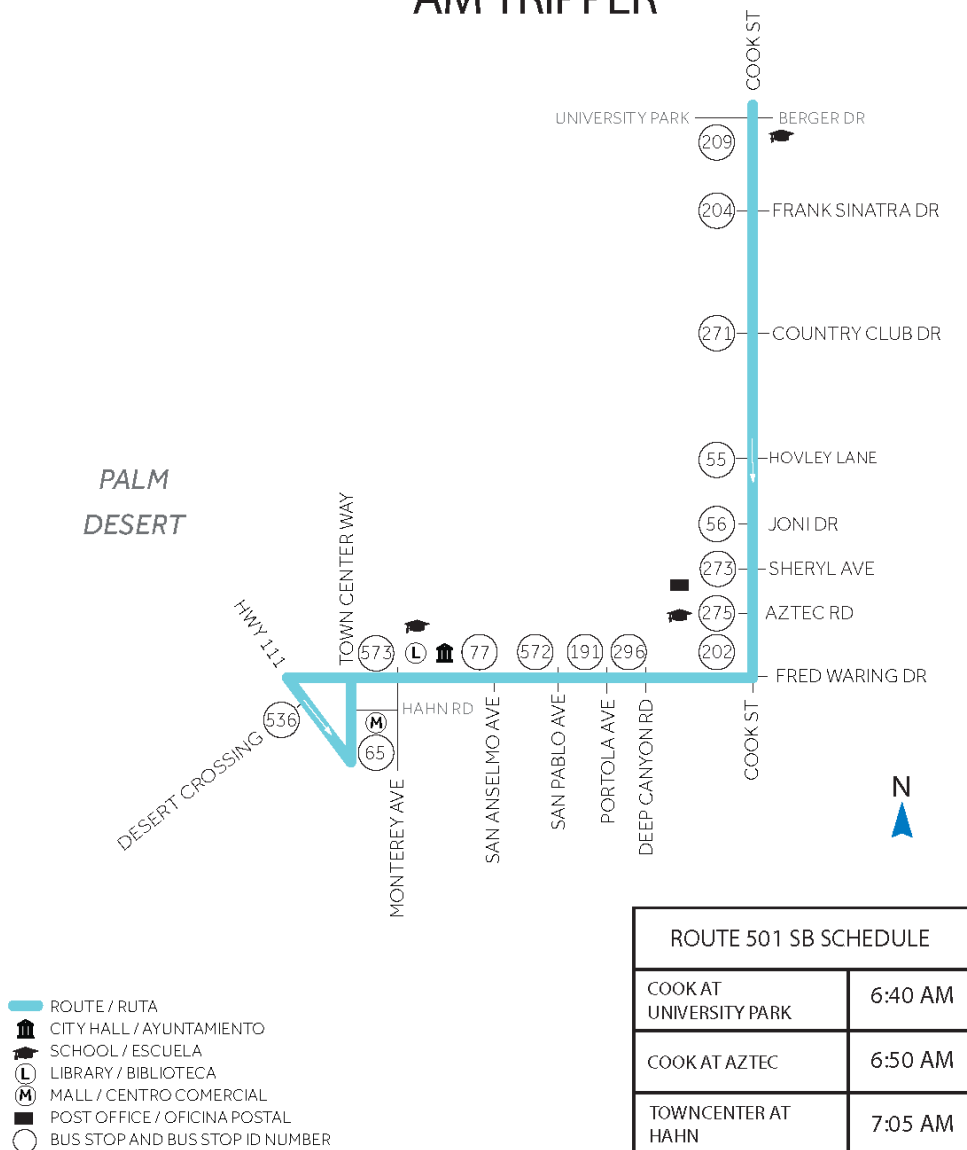 AM TRIPPER
COOK ST
UNIVERSITY PARK
BERGER DR
209
204
FRANK SINATRA DR
271
COUNTRY CLUB DR
55
HOVLEY LANE
PALM
DESERT
56
JONI DR
273
SHERYL AVE
275
AZTEC RD
HWY 111
TOWN CENTER WAY
573
L
77
572
191
296
202
FRED WARING DR
536
HAHN RD
M
65
DESERT CROSSING
MONTEREY AVE
SAN ANSELMO AVE
SAN PABLO AVE
PORTOLA AVE
DEEP CANYON RD
COOK ST
N
ROUTE 501 SB SCHEDULE
COOK AT
UNIVERSITY PARK
6:40 AM
COOK AT AZTEC
6:50 AM
TOWNCENTER AT
HAHN
7:05 AM
ROUTE / RUTA
CITY HALL / AYUNTAMIENTO
SCHOOL / ESCUELA
L LIBRARY / BIBLIOTECA
M MALL / CENTRO COMERCIAL
POST OFFICE / OFICINA POSTAL
BUS STOP AND BUS STOP ID NUMBER